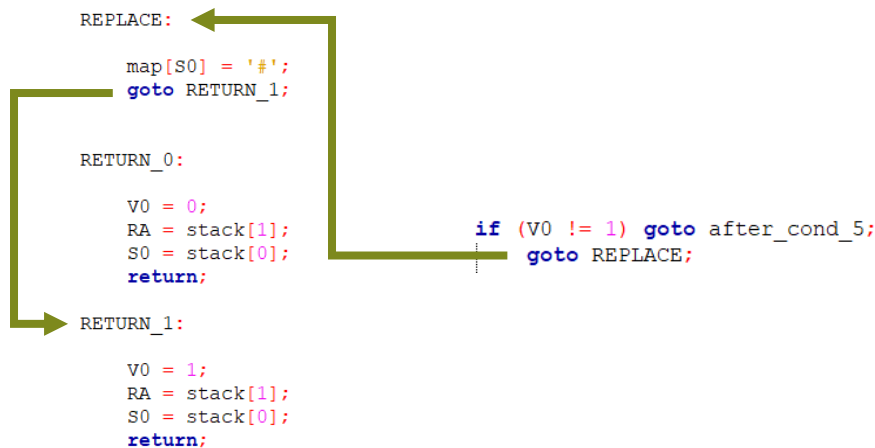 REPLACE:
map[S0] = '#';
goto RETURN_1;
RETURN_0:
V0 = 0;
RA = stack[1];
S0 = stack[0];
return;
RETURN_1:
V0 = 1;
RA = stack[1];
S0 = stack[0];
return;
if (V0 != 1) goto after_cond_5;
goto REPLACE;